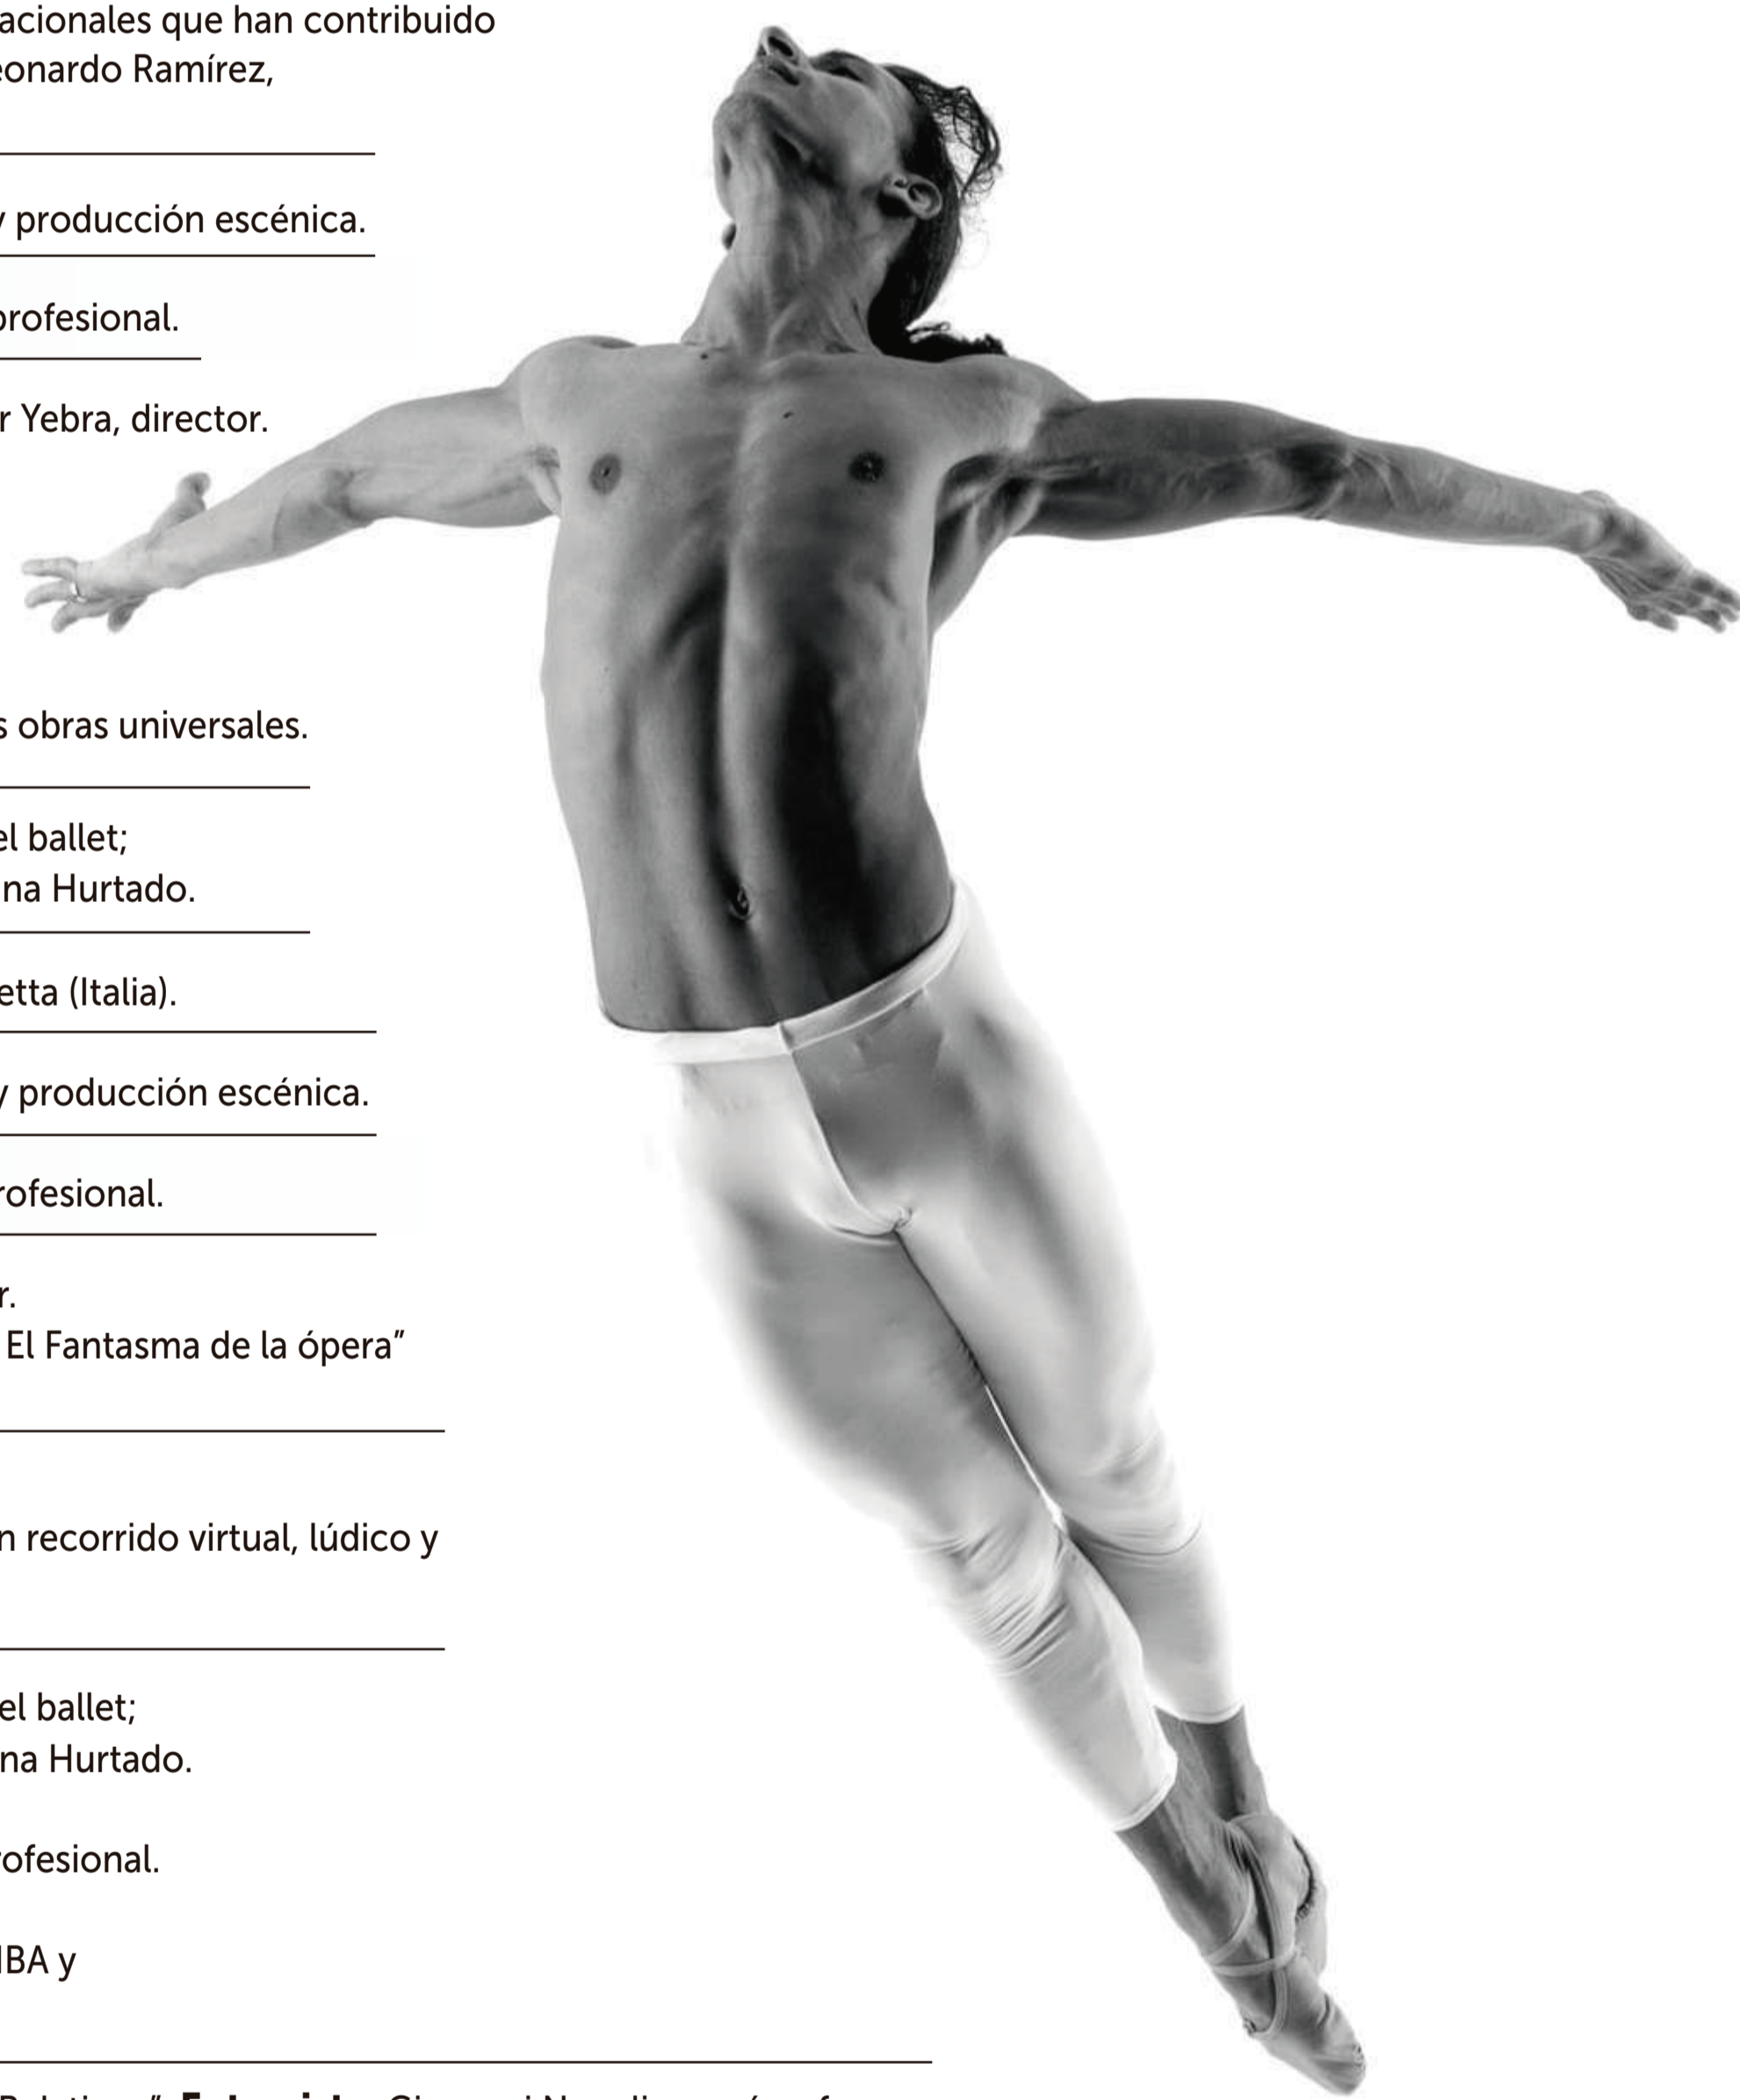 acionales que han contribuido
eonardo Ramírez,
y producción escénica.
profesional.
r Yebra, director.
s obras universales.
el ballet;
na Hurtado.
etta (Italia).
y producción escénica.
rofesional.
r.
El Fantasma de la ópera”
n recorrido virtual, lúdico y
el ballet;
na Hurtado.
rofesional.
IBA y